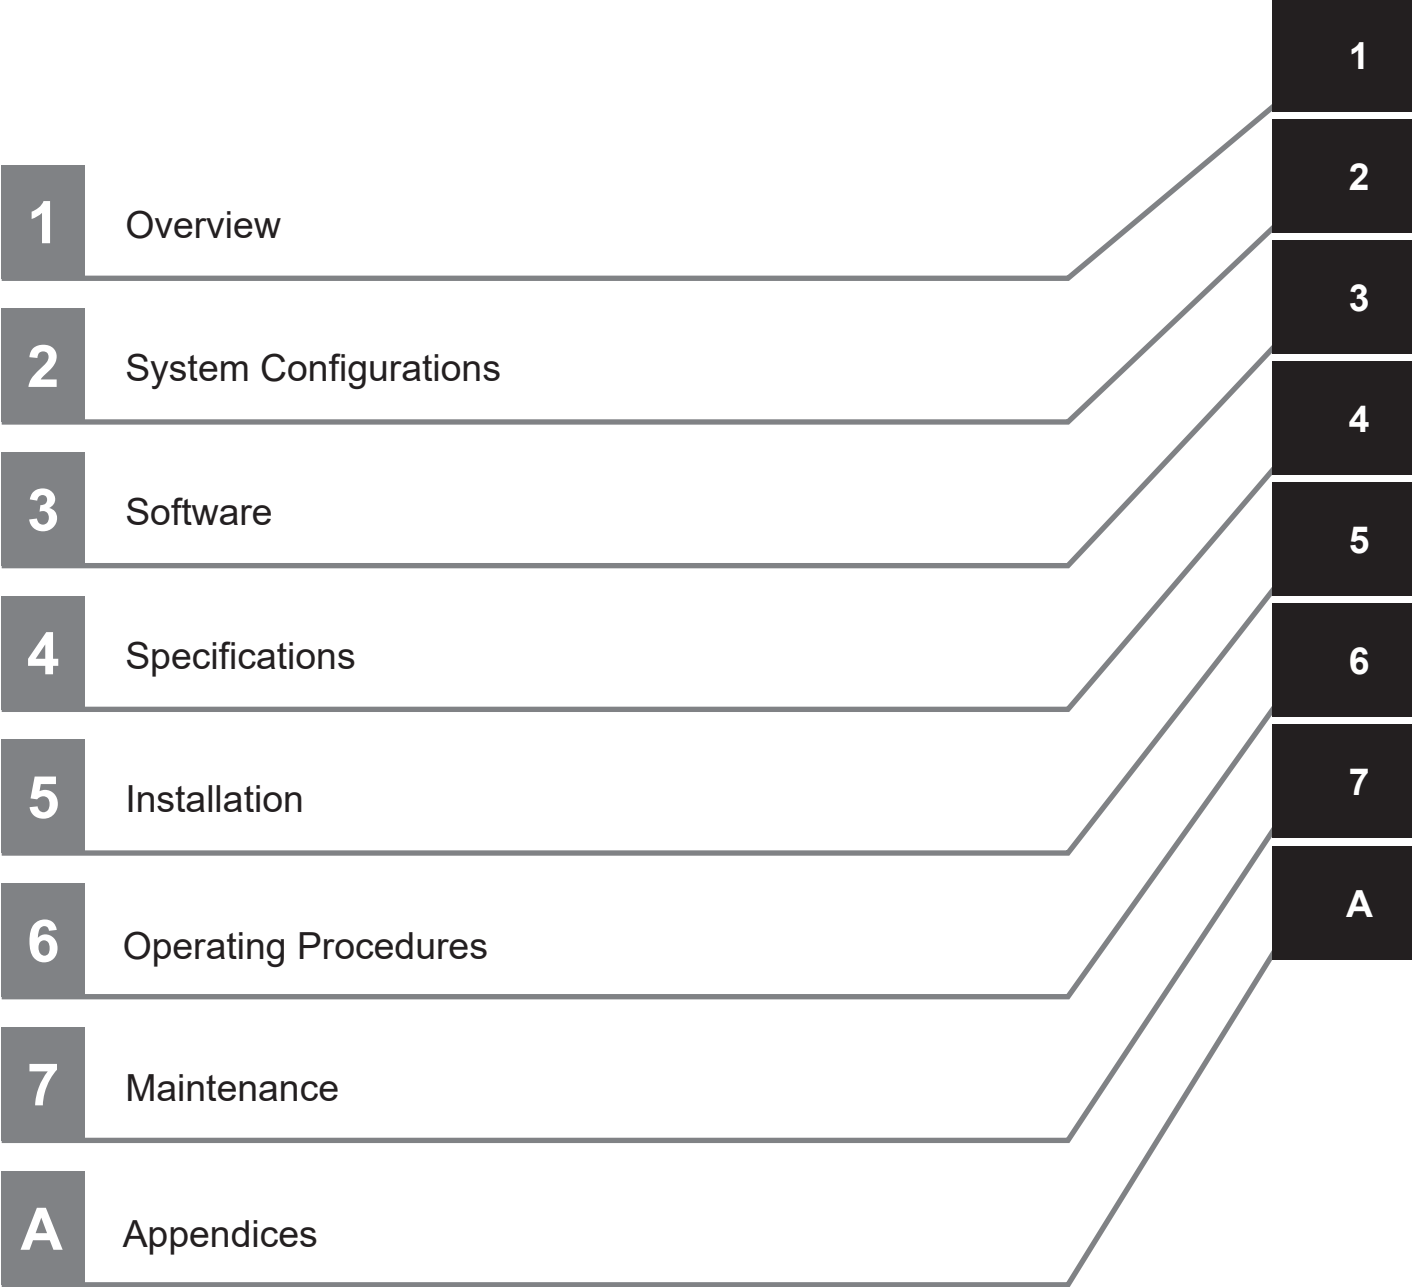 1 Overview
2 System Configurations
3 Software
4 Specifications
5 Installation
6 Operating Procedures
7 Maintenance
A Appendices
1
2
3
4
5
6
7
A